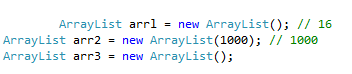 ArrayList arr1 = new ArrayList(); // 16
ArrayList arr2 = new ArrayList(1000); // 1000
ArrayList arr3 = new ArrayList();